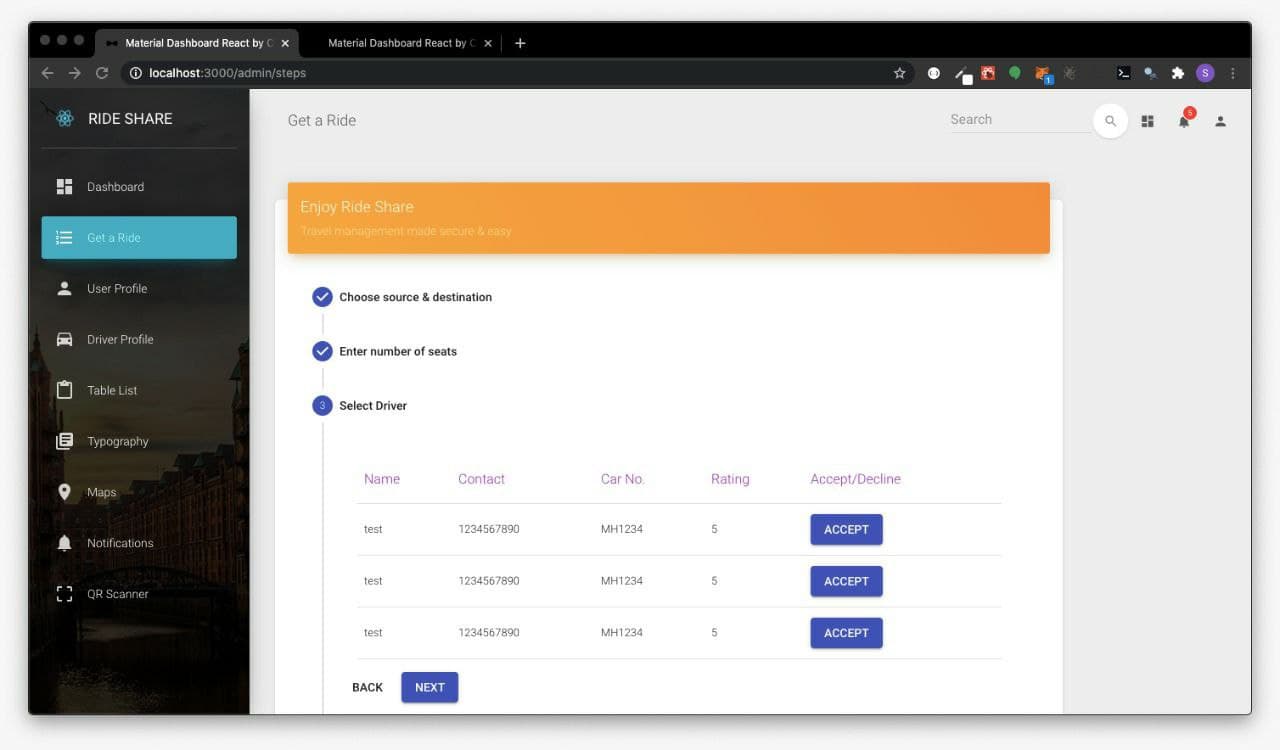 Material Dashboard React by C
Material Dashboard React by C
localhost:3000/admin/steps
1
S
RIDE SHARE
Get a Ride
Search
5
Dashboard
Get a Ride
User Profile
Driver Profile
Table List
Typography
Maps
Notifications
QR Scanner
Enjoy Ride Share
Travel management made secure & easy
Choose source & destination
Enter number of seats
3 Select Driver
Name Contact Car No. Rating Accept/Decline
test 1234567890 MH1234 5 ACCEPT
test 1234567890 MH1234 5 ACCEPT
test 1234567890 MH1234 5 ACCEPT
BACK NEXT